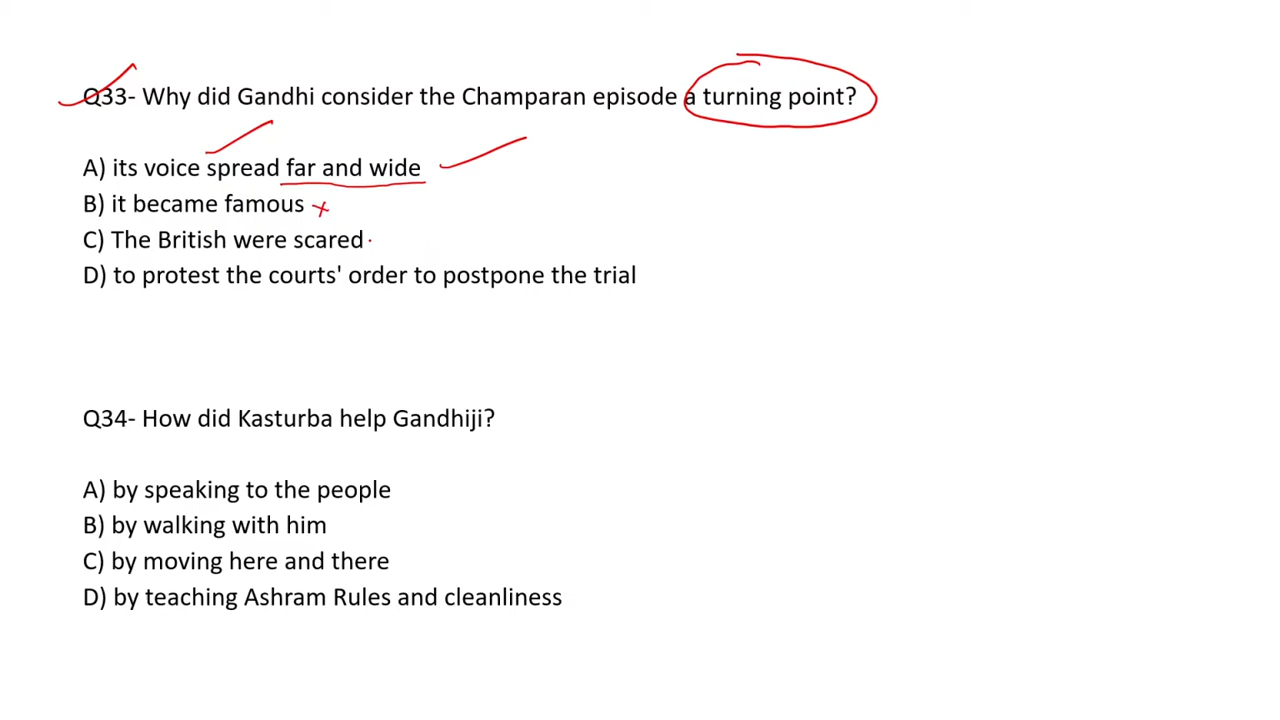 Q33- Why did Gandhi consider the Champaran episode a turning point?
A) its voice spread far and wide
B) it became famous
C) The British were scared
D) to protest the courts' order to postpone the trial
Q34- How did Kasturba help Gandhiji?
A) by speaking to the people
B) by walking with him
C) by moving here and there
D) by teaching Ashram Rules and cleanliness